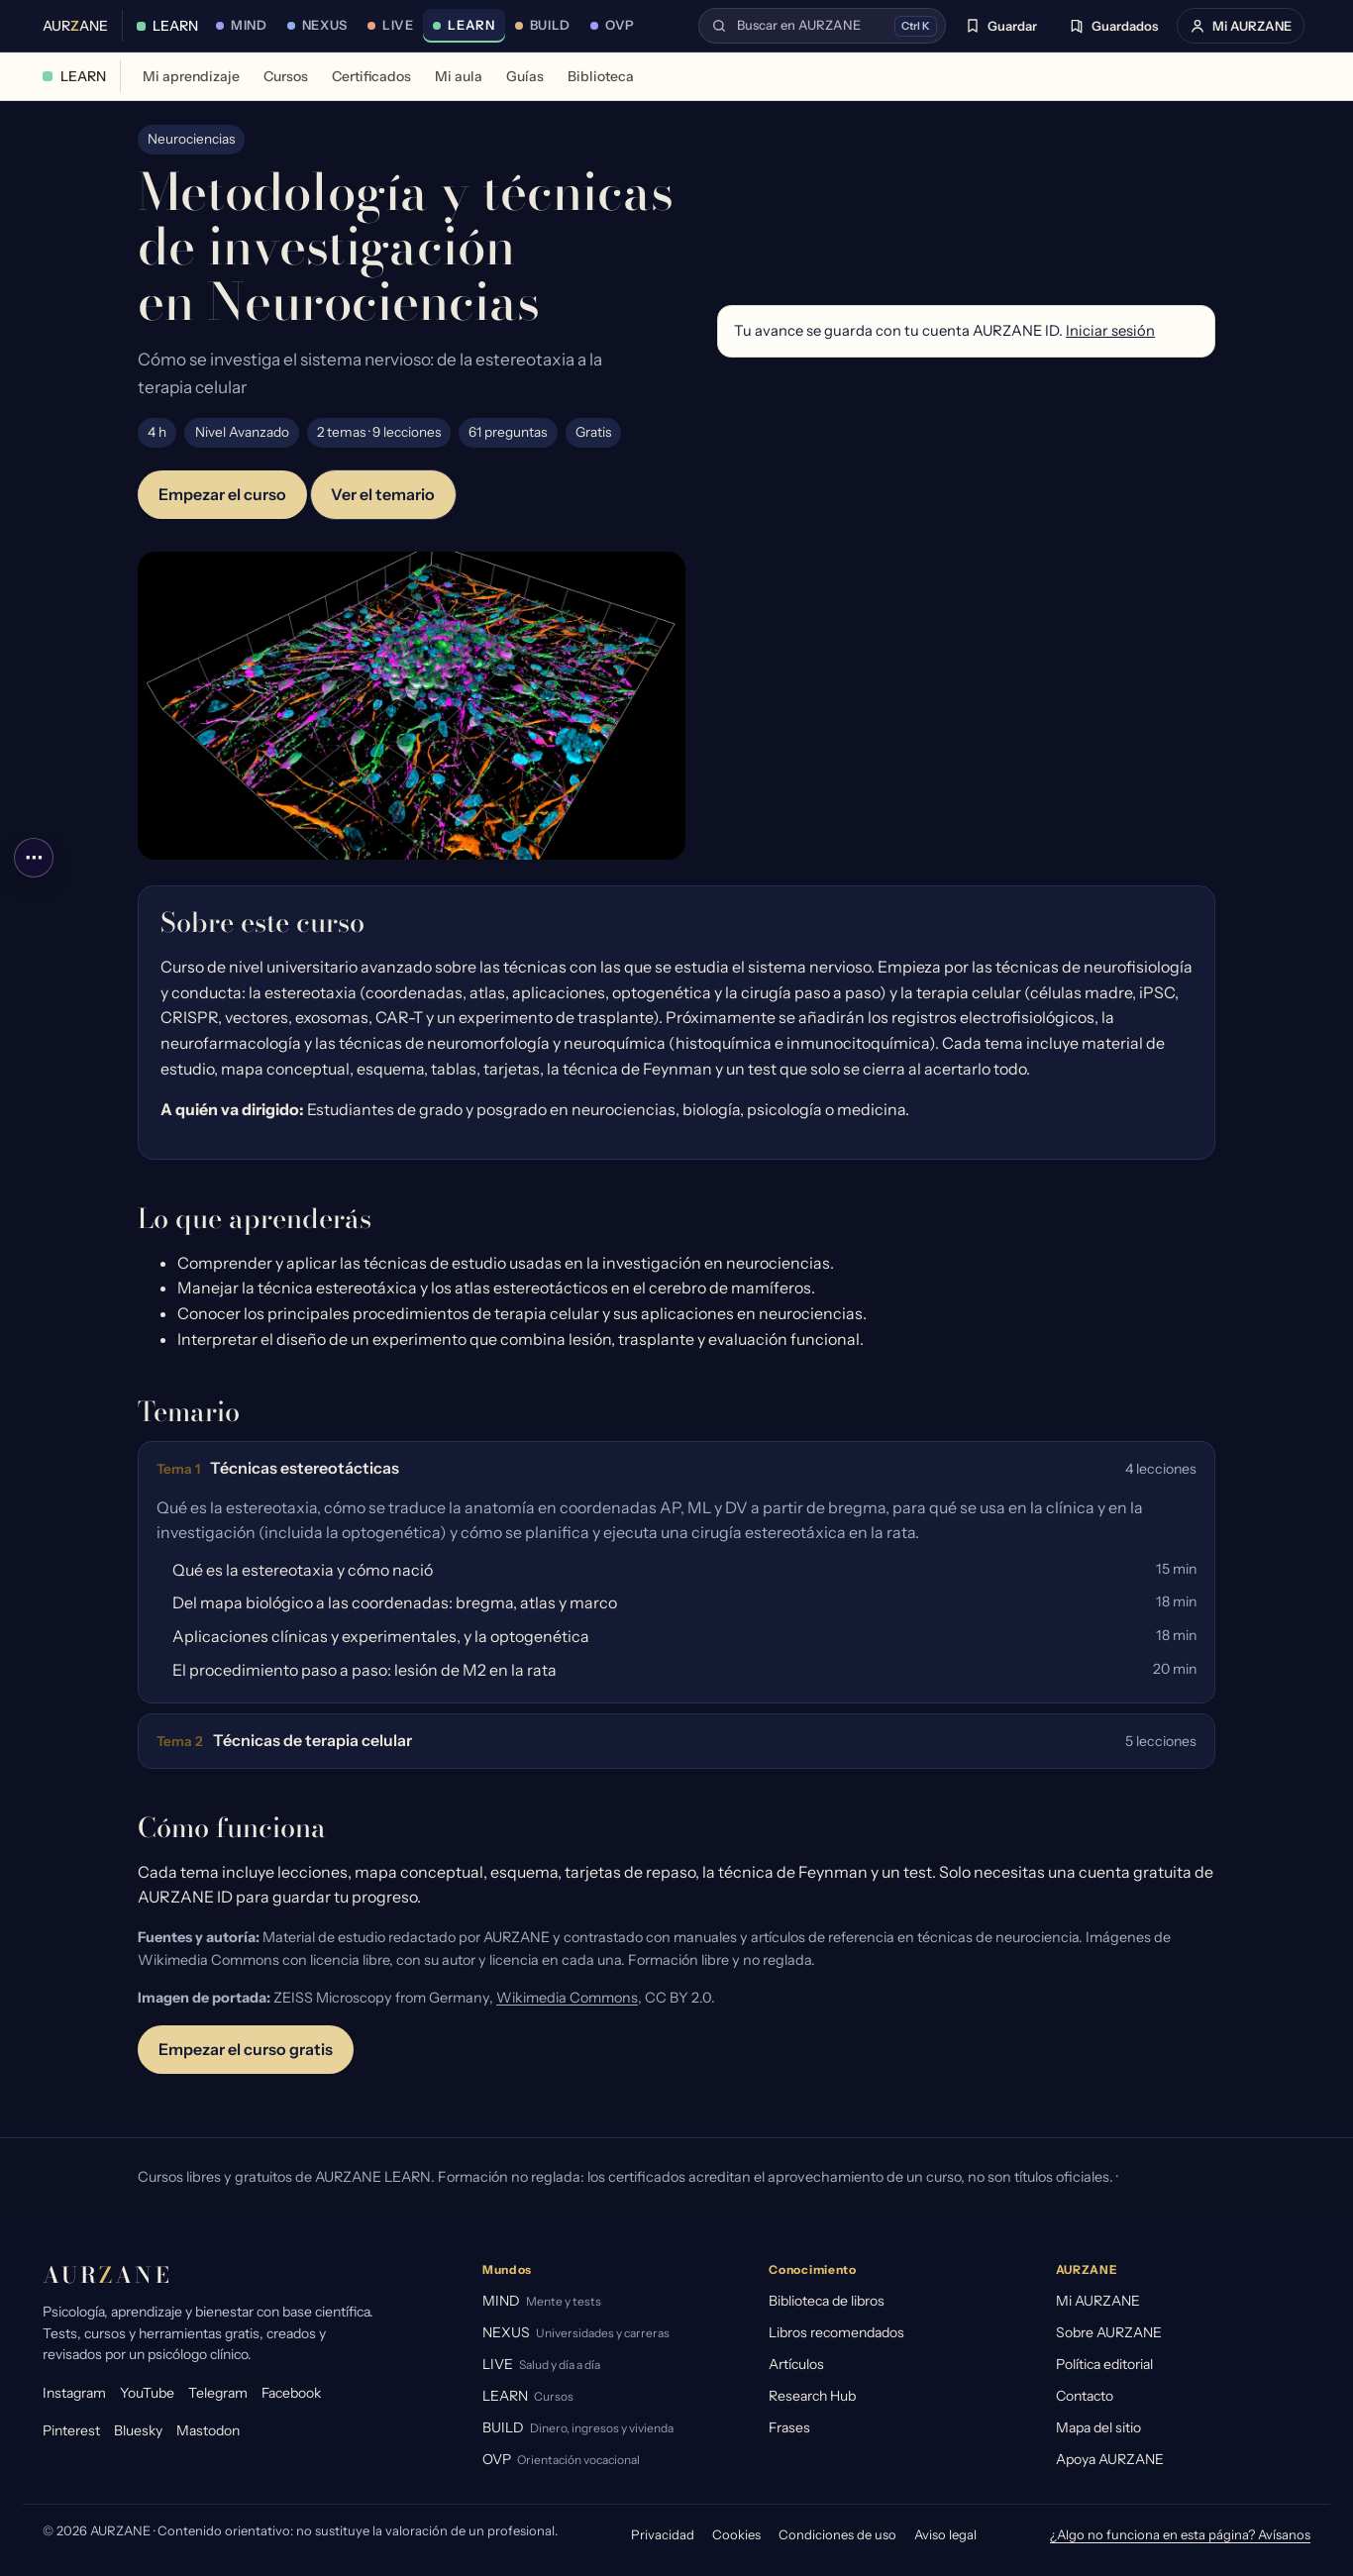 AURZANE LEARN MIND NEXUS LIVE LEARN BUILD OVP Buscar en AURZANE Ctrl K Guardar Guardados Mi AURZANE
LEARN Mi aprendizaje Cursos Certificados Mi aula Guías Biblioteca
Neurociencias
Metodología y técnicas
de investigación
en Neurociencias
Tu avance se guarda con tu cuenta AURZANE ID. Iniciar sesión
Cómo se investiga el sistema nervioso: de la estereotaxia a la
terapia celular
4 h Nivel Avanzado 2 temas · 9 lecciones 61 preguntas Gratis
Empezar el curso Ver el temario
Sobre este curso
Curso de nivel universitario avanzado sobre las técnicas con las que se estudia el sistema nervioso. Empieza por las técnicas de neurofisiología
y conducta: la estereotaxia (coordenadas, atlas, aplicaciones, optogenética y la cirugía paso a paso) y la terapia celular (células madre, iPSC,
CRISPR, vectores, exosomas, CAR-T y un experimento de trasplante). Próximamente se añadirán los registros electrofisiológicos, la
neurofarmacología y las técnicas de neuromorfología y neuroquímica (histoquímica e inmunocitoquímica). Cada tema incluye material de
estudio, mapa conceptual, esquema, tablas, tarjetas, la técnica de Feynman y un test que solo se cierra al acertarlo todo.
A quién va dirigido: Estudiantes de grado y posgrado en neurociencias, biología, psicología o medicina.
Lo que aprenderás
• Comprender y aplicar las técnicas de estudio usadas en la investigación en neurociencias.
• Manejar la técnica estereotáxica y los atlas estereotácticos en el cerebro de mamíferos.
• Conocer los principales procedimientos de terapia celular y sus aplicaciones en neurociencias.
• Interpretar el diseño de un experimento que combina lesión, trasplante y evaluación funcional.
Temario
Tema 1 Técnicas estereotácticas 4 lecciones
Qué es la estereotaxia, cómo se traduce la anatomía en coordenadas AP, ML y DV a partir de bregma, para qué se usa en la clínica y en la
investigación (incluida la optogenética) y cómo se planifica y ejecuta una cirugía estereotáxica en la rata.
Qué es la estereotaxia y cómo nació 15 min
Del mapa biológico a las coordenadas: bregma, atlas y marco 18 min
Aplicaciones clínicas y experimentales, y la optogenética 18 min
El procedimiento paso a paso: lesión de M2 en la rata 20 min
Tema 2 Técnicas de terapia celular 5 lecciones
Cómo funciona
Cada tema incluye lecciones, mapa conceptual, esquema, tarjetas de repaso, la técnica de Feynman y un test. Solo necesitas una cuenta gratuita de
AURZANE ID para guardar tu progreso.
Fuentes y autoría: Material de estudio redactado por AURZANE y contrastado con manuales y artículos de referencia en técnicas de neurociencia. Imágenes de
Wikimedia Commons con licencia libre, con su autor y licencia en cada una. Formación libre y no reglada.
Imagen de portada: ZEISS Microscopy from Germany, Wikimedia Commons, CC BY 2.0.
Empezar el curso gratis
Cursos libres y gratuitos de AURZANE LEARN. Formación no reglada: los certificados acreditan el aprovechamiento de un curso, no son títulos oficiales. ·
AURZANE
Psicología, aprendizaje y bienestar con base científica.
Tests, cursos y herramientas gratis, creados y
revisados por un psicólogo clínico.
Instagram YouTube Telegram Facebook
Pinterest Bluesky Mastodon
Mundos
MIND Mente y tests
NEXUS Universidades y carreras
LIVE Salud y día a día
LEARN Cursos
BUILD Dinero, ingresos y vivienda
OVP Orientación vocacional
Conocimiento
Biblioteca de libros
Libros recomendados
Artículos
Research Hub
Frases
AURZANE
Mi AURZANE
Sobre AURZANE
Política editorial
Contacto
Mapa del sitio
Apoya AURZANE
© 2026 AURZANE · Contenido orientativo: no sustituye la valoración de un profesional. Privacidad Cookies Condiciones de uso Aviso legal ¿Algo no funciona en esta página? Avísanos